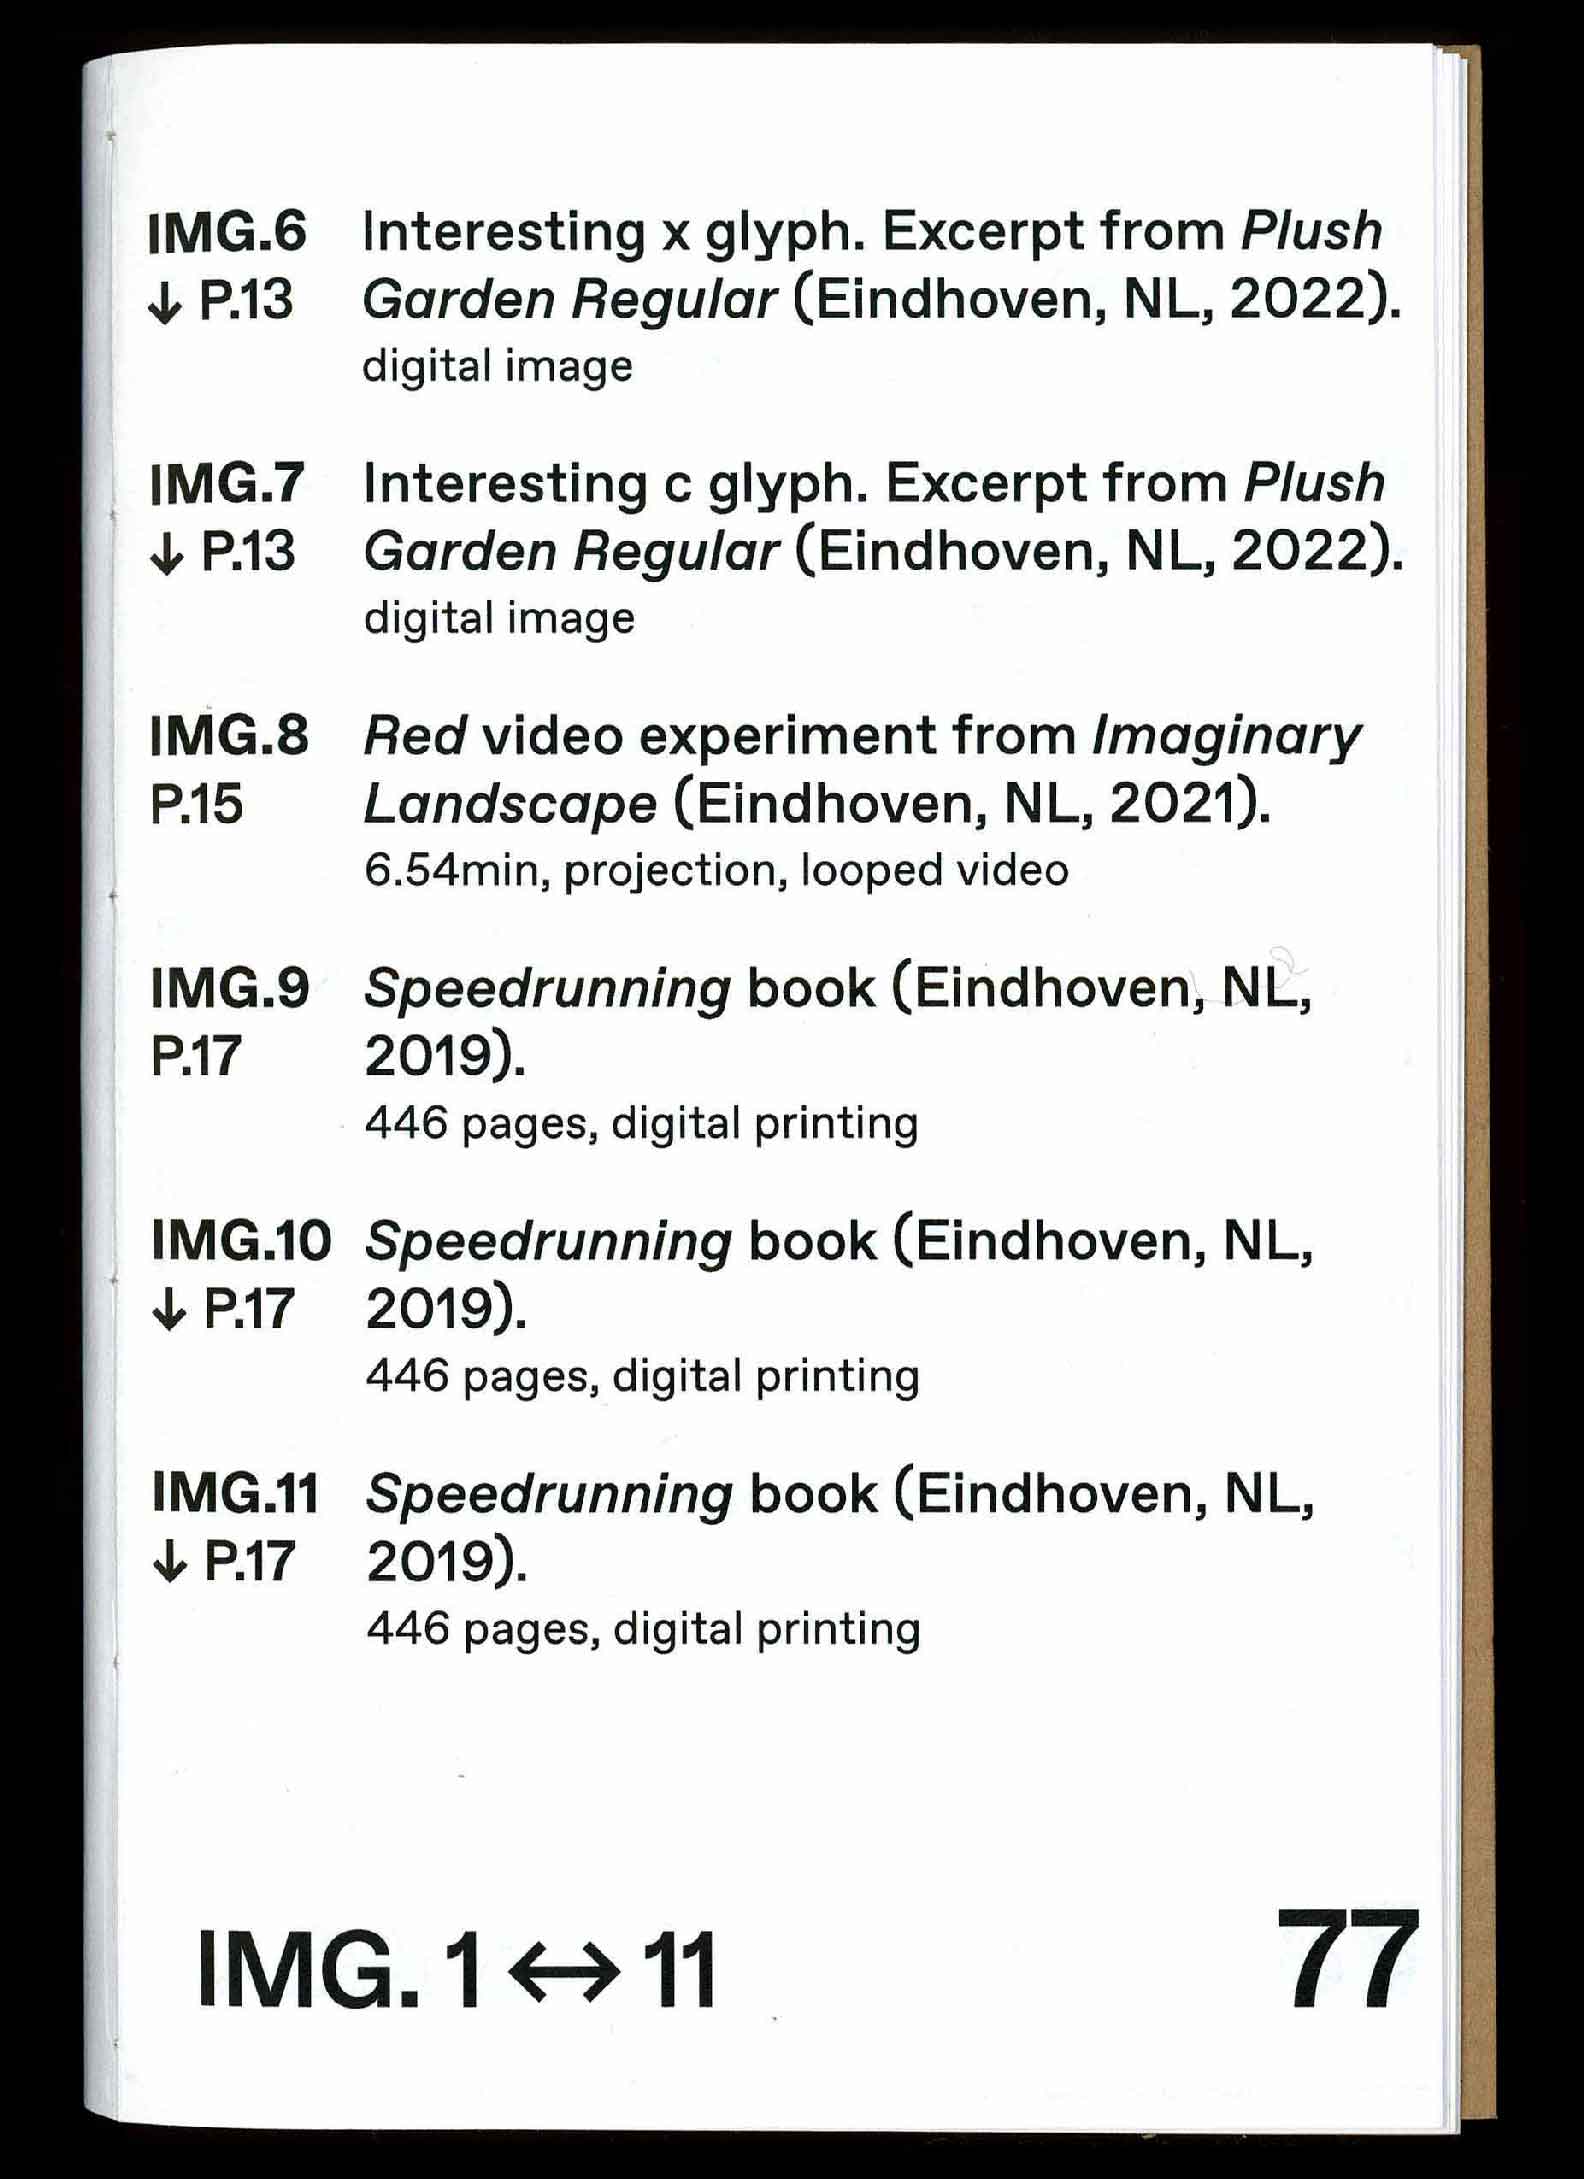 IMG.6 Interesting x glyph. Excerpt from Plush
↓ P.13 Garden Regular (Eindhoven, NL, 2022).
digital image
IMG.7 Interesting c glyph. Excerpt from Plush
↓ P.13 Garden Regular (Eindhoven, NL, 2022).
digital image
IMG.8 Red video experiment from Imaginary
P.15 Landscape (Eindhoven, NL, 2021).
6.54min, projection, looped video
IMG.9 Speedrunning book (Eindhoven, NL,
P.17 2019).
446 pages, digital printing
IMG.10 Speedrunning book (Eindhoven, NL,
↓ P.17 2019).
446 pages, digital printing
IMG.11 Speedrunning book (Eindhoven, NL,
↓ P.17 2019).
446 pages, digital printing
IMG. 1 ↔ 11 77